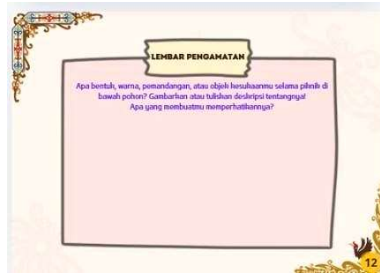 LEMBAR PENGAMATAN
Apa bentuk, warna, pemandangan, atau objek kesukaanmu selama piknik di
bawah pohon? Gambarkan atau tuliskan deskripsi tentangnya!
Apa yang membuatmu memperhatikannya?
12